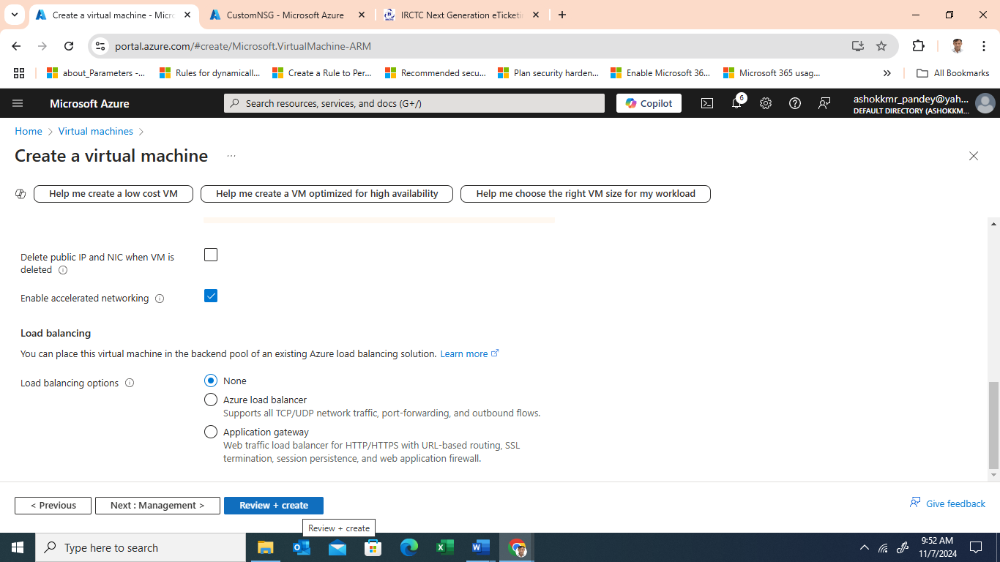 Create a virtual machine - Micro
CustomNSG - Microsoft Azure
IRCTC Next Generation eTicketin
portal.azure.com/#create/Microsoft.VirtualMachine-ARM
about_Parameters -...
Rules for dynamicall...
Create a Rule to Per...
Recommended secu...
Plan security harden...
Enable Microsoft 36...
Microsoft 365 usag...
All Bookmarks
Microsoft Azure
Search resources, services, and docs (G+/)
Copilot
6
ashokkmr_pandey@yah...
DEFAULT DIRECTORY (ASHOKKM...
Home > Virtual machines >
Create a virtual machine ...
Help me create a low cost VM
Help me create a VM optimized for high availability
Help me choose the right VM size for my workload
Delete public IP and NIC when VM is
deleted
Enable accelerated networking
Load balancing
You can place this virtual machine in the backend pool of an existing Azure load balancing solution. Learn more
Load balancing options
None
Azure load balancer
Supports all TCP/UDP network traffic, port-forwarding, and outbound flows.
Application gateway
Web traffic load balancer for HTTP/HTTPS with URL-based routing, SSL
termination, session persistence, and web application firewall.
< Previous
Next : Management >
Review + create
Give feedback
Review + create
Type here to search
9:52 AM
11/7/2024